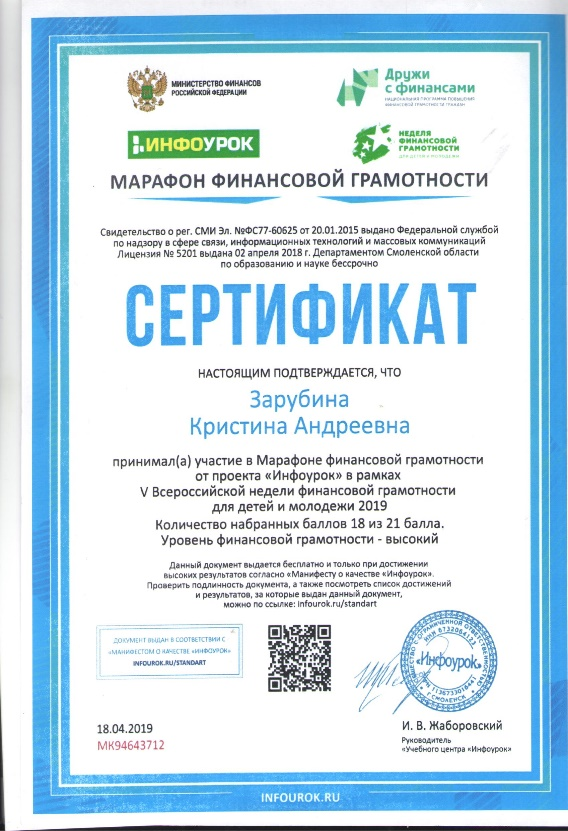 МИНИСТЕРСТВО ФИНАНСОВ
РОССИЙСКОЙ ФЕДЕРАЦИИ
Дружи
с финансами
НАЦИОНАЛЬНАЯ ПРОГРАММА ПОВЫШЕНИЯ
ФИНАНСОВОЙ ГРАМОТНОСТИ ГРАЖДАН
ИНФОУРОК
НЕДЕЛЯ
ФИНАНСОВОЙ
ГРАМОТНОСТИ
ДЛЯ ДЕТЕЙ И МОЛОДЕЖИ
МАРАФОН ФИНАНСОВОЙ ГРАМОТНОСТИ
Свидетельство о рег. СМИ Эл. №ФС77-60625 от 20.01.2015 выдано Федеральной службой
по надзору в сфере связи, информационных технологий и массовых коммуникаций
Лицензия № 5201 выдана 02 апреля 2018 г. Департаментом Смоленской области
по образованию и науке бессрочно
СЕРТИФИКАТ
НАСТОЯЩИМ ПОДТВЕРЖДАЕТСЯ, ЧТО
Зарубина
Кристина Андреевна
принимал(а) участие в Марафоне финансовой грамотности
от проекта «Инфоурок» в рамках
V Всероссийской недели финансовой грамотности
для детей и молодежи 2019
Количество набранных баллов 18 из 21 балла.
Уровень финансовой грамотности - высокий
Данный документ выдается бесплатно и только при достижении
высоких результатов согласно «Манифесту о качестве «Инфоурок».
Проверить подлинность документа, а также посмотреть список достижений
и результатов, за которые выдан данный документ,
можно по ссылке: infourok.ru/standart
ДОКУМЕНТ ВЫДАН В СООТВЕТСТВИИ С
«МАНИФЕСТОМ О КАЧЕСТВЕ «ИНФОУРОК»
INFOUROK.RU/STANDART
«Инфоурок»
Г. СМОЛЕНСК
18.04.2019
МК94643712
И. В. Жаборовский
Руководитель
«Учебного центра «Инфоурок»
INFOUROK.RU